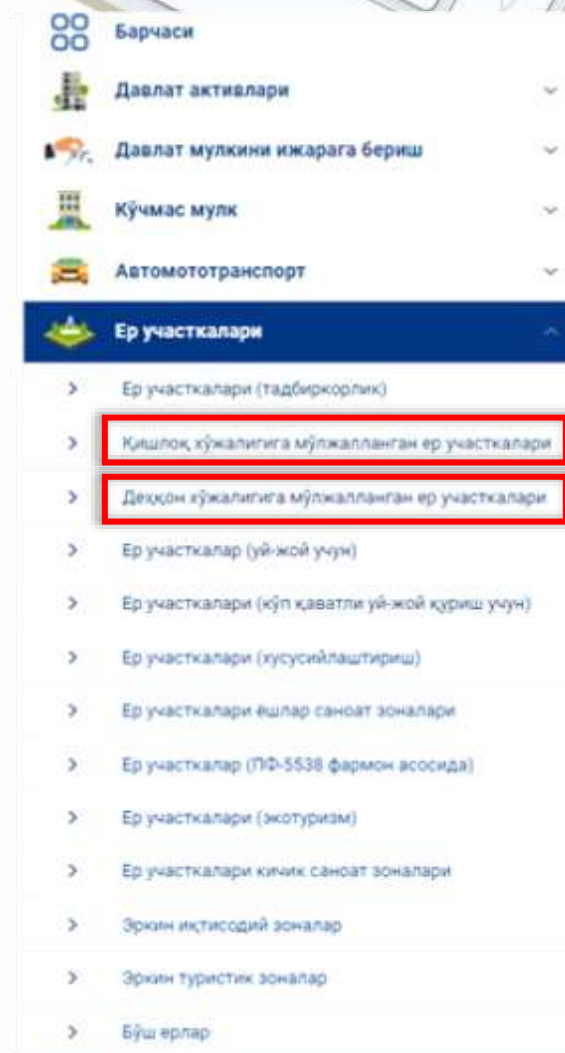 Барчаси
Давлат активлари
Давлат мулкини ижарага бериш
Кўчмас мулк
Автомототранспорт
Ер участкалари
Ер участкалари (тадбиркорлик)
Қишлоқ хўжалигига мўлжалланган ер участкалари
Деҳқон хўжалигига мўлжалланган ер участкалари
Ер участкалар (уй-жой учун)
Ер участкалари (кўп қаватли уй-жой қуриш учун)
Ер участкалари (хусусийлаштириш)
Ер участкалари ёшлар саноат зоналари
Ер участкалар (ПФ-5538 фармон асосида)
Ер участкалари (экотуризм)
Ер участкалари кичик саноат зоналари
Эркин иқтисодий зоналар
Эркин туристик зоналар
Бўш ерлар